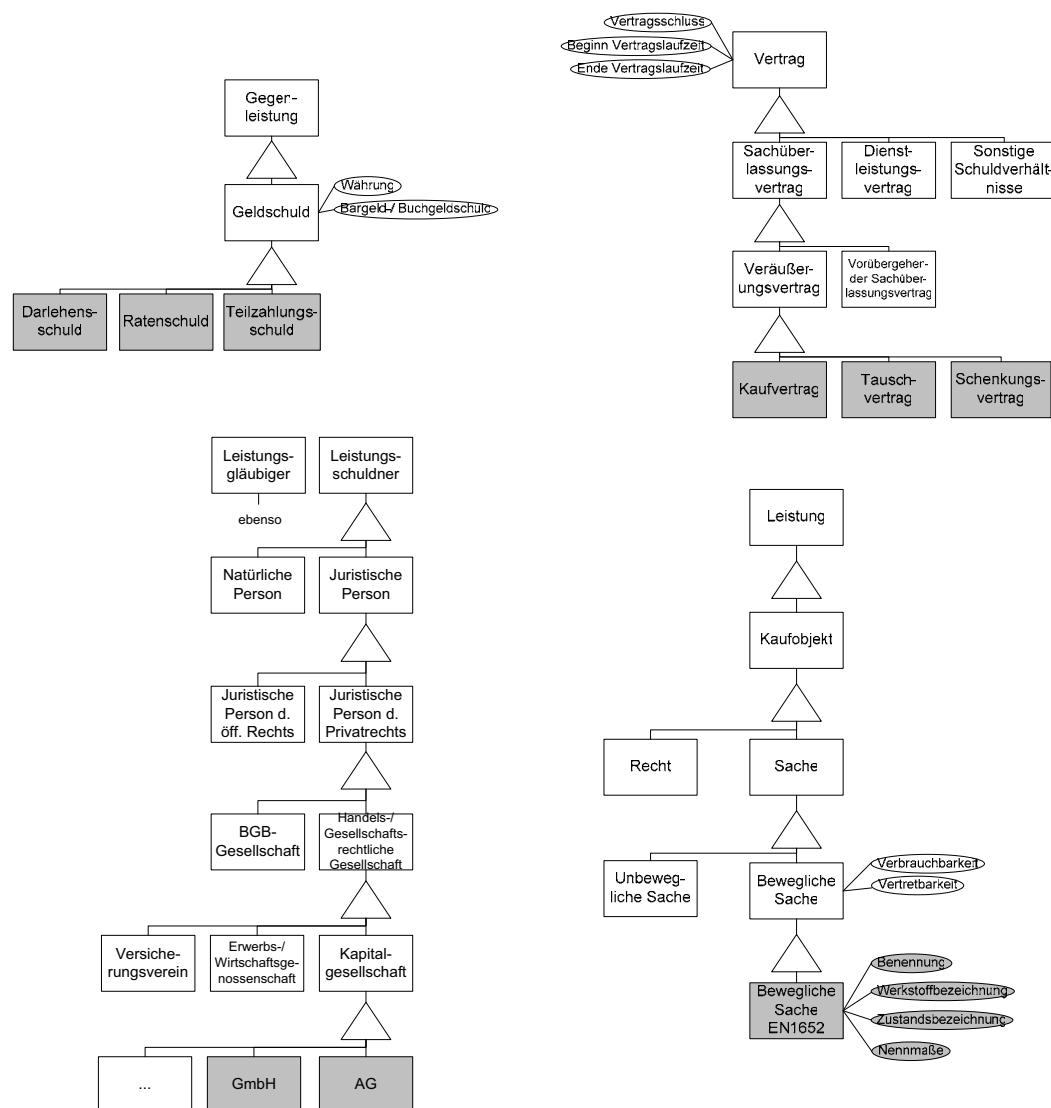 Gegen-
leistung
Geldschuld
Währung
Bargeld-/ Buchgeldschuld
Darlehens-
schuld
Ratenschuld
Teilzahlungs-
schuld
Vertragsschluss
Beginn Vertragslaufzeit
Ende Vertragslaufzeit
Vertrag
Sachüber-
lassungs-
vertrag
Dienst-
leistungs-
vertrag
Sonstige
Schuldverhält-
nisse
Veräußer-
ungsvertrag
Vorübergehen-
der Sachüber-
lassungsvertrag
Kaufvertrag
Tausch-
vertrag
Schenkungs-
vertrag
Leistungs-
gläubiger
Leistungs-
schuldner
ebenso
Natürliche
Person
Juristische
Person
Juristische
Person d.
öff. Rechts
Juristische
Person d.
Privatrechts
BGB-
Gesellschaft
Handels-/
Gesellschafts-
rechtliche
Gesellschaft
Versiche-
rungsverein
Erwerbs-/
Wirtschaftsge-
nossenschaft
Kapital-
gesellschaft
...
GmbH
AG
Leistung
Kaufobjekt
Recht
Sache
Unbeweg-
liche Sache
Bewegliche
Sache
Verbrauchbarkeit
Vertretbarkeit
Bewegliche
Sache
EN1652
Benennung
Werkstoffbezeichnung
Zustandsbezeichnung
Nennmaße